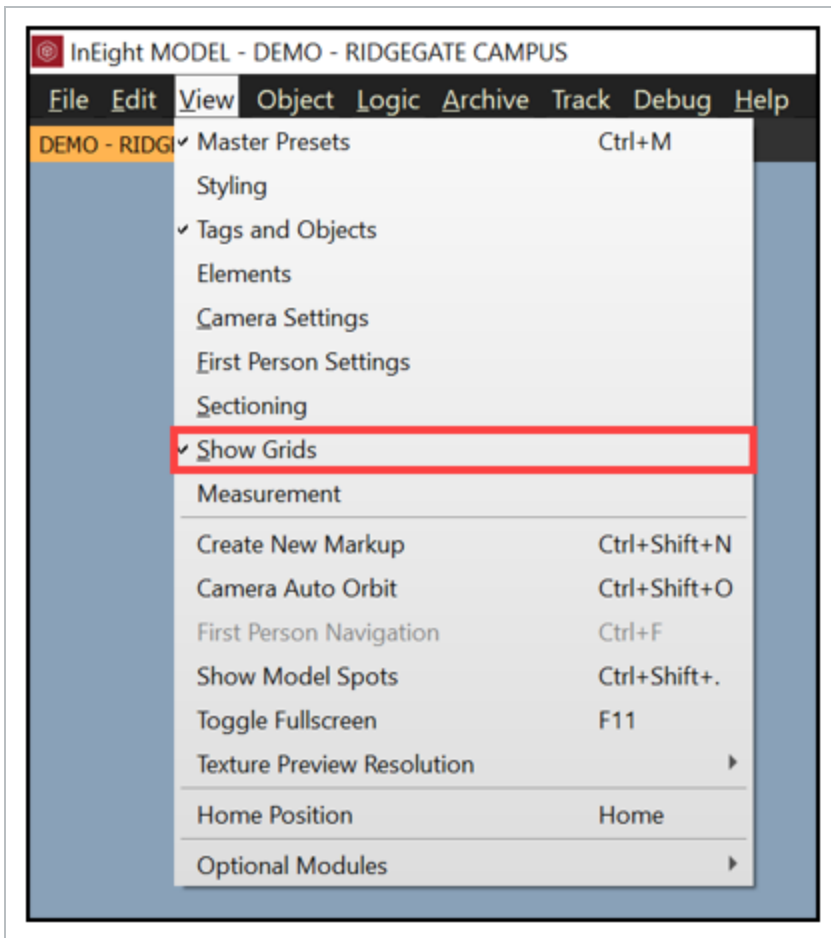 InEight MODEL - DEMO - RIDGEGATE CAMPUS
File Edit View Object Logic Archive Track Debug Help
DEMO - RIDG
Master Presets Ctrl+M
Styling
Tags and Objects
Elements
Camera Settings
First Person Settings
Sectioning
Show Grids
Measurement
Create New Markup Ctrl+Shift+N
Camera Auto Orbit Ctrl+Shift+O
First Person Navigation Ctrl+F
Show Model Spots Ctrl+Shift+.
Toggle Fullscreen F11
Texture Preview Resolution
Home Position Home
Optional Modules